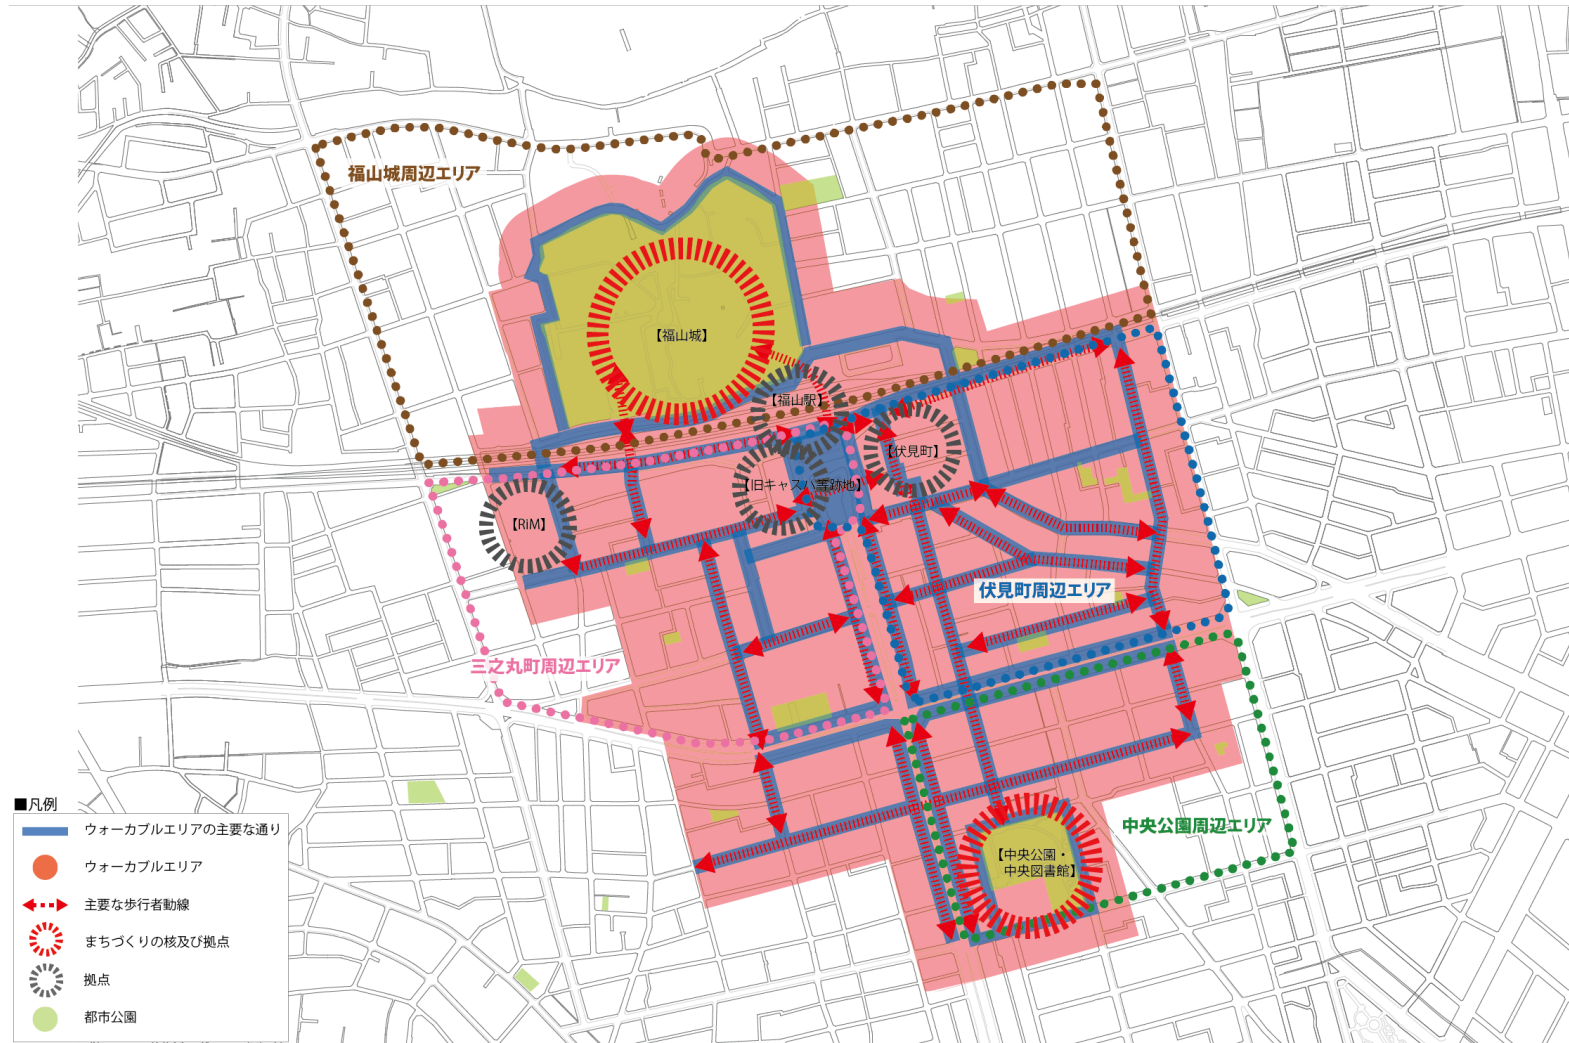 福山城周辺エリア
【福山城】
【福山駅】
【伏見町】
【旧キャスパ等跡地】
【RiM】
伏見町周辺エリア
三之丸町周辺エリア
中央公園周辺エリア
【中央公園・
中央図書館】
■凡例
ウォーカブルエリアの主要な通り
ウォーカブルエリア
主要な歩行者動線
まちづくりの核及び拠点
拠点
都市公園